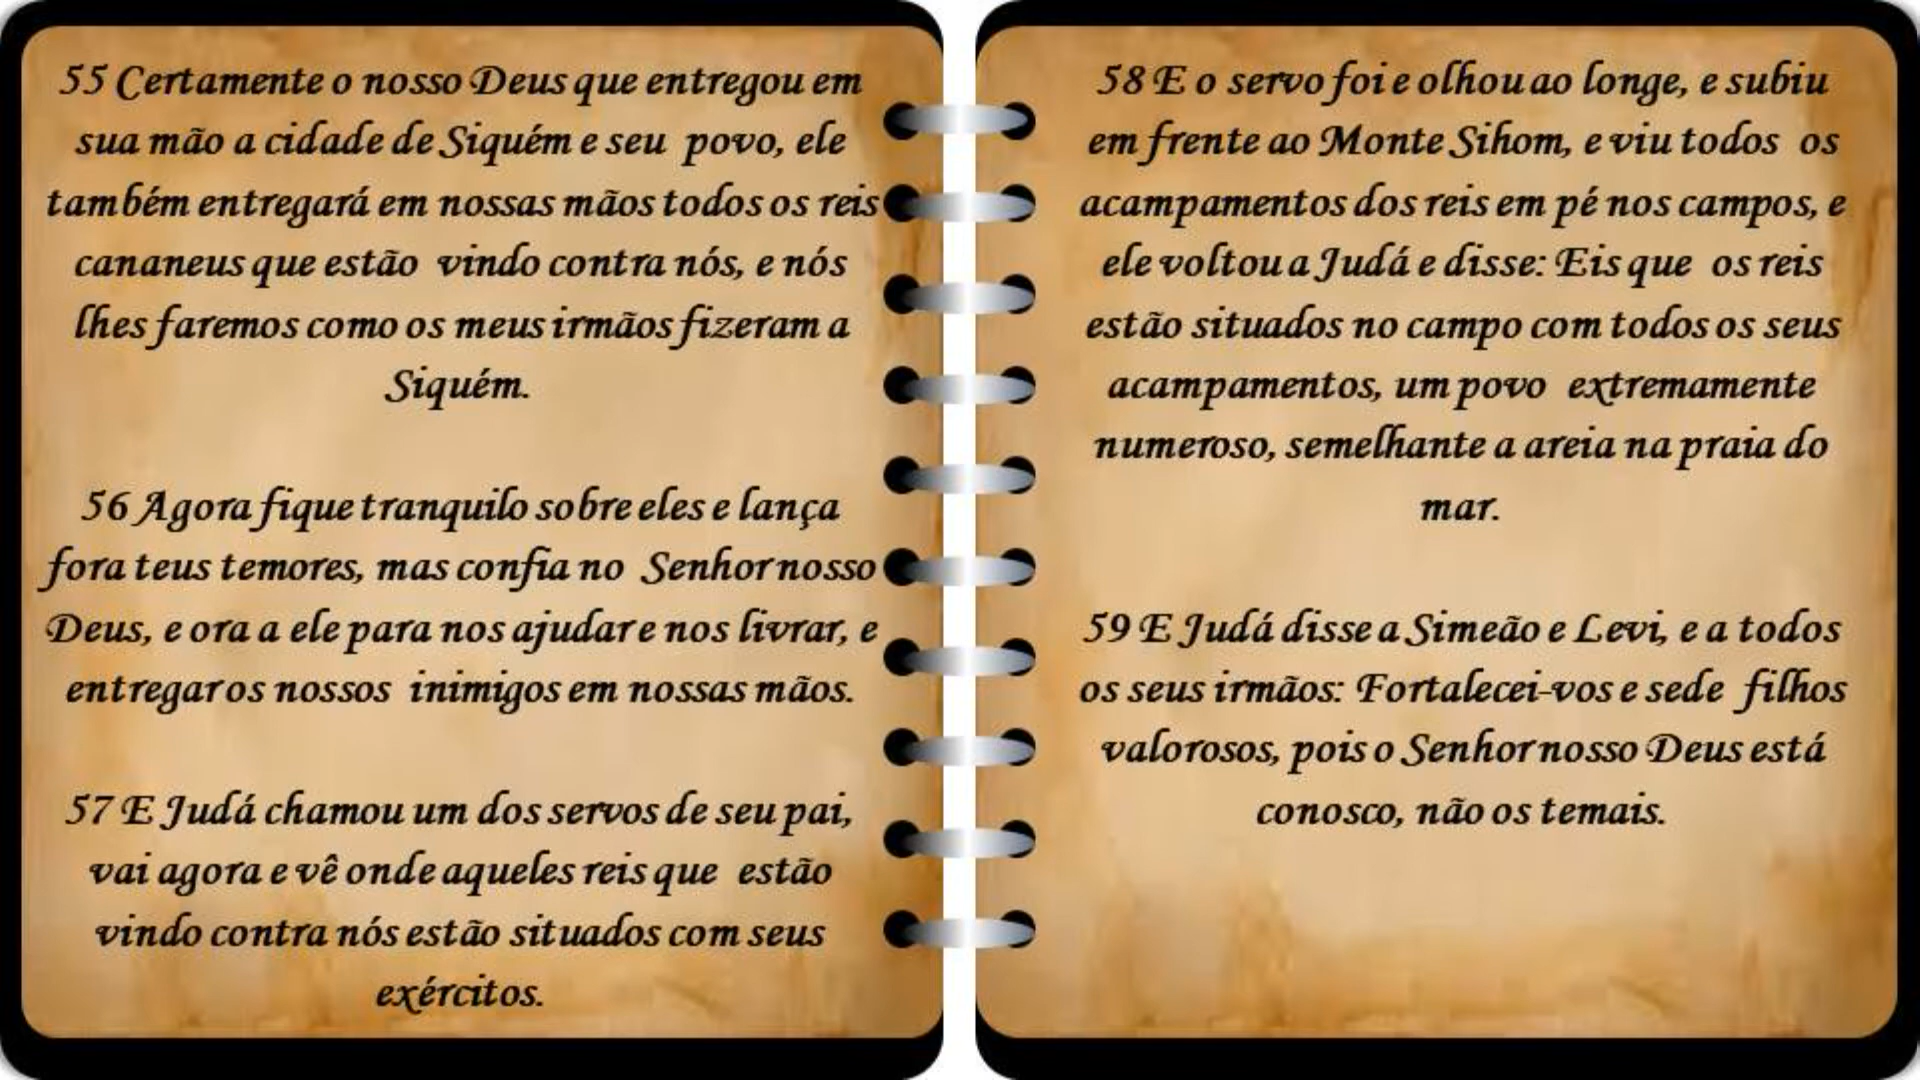 55 Certamente o nosso Deus que entregou em
sua mão a cidade de Siquém e seu povo, ele
também entregará em nossas mãos todos os reis
cananeus que estão vindo contra nós, e nós
lhes faremos como os meus irmãos fizeram a
Siquém.
56 Agora fique tranquilo sobre eles e lança
fora teus temores, mas confia no Senhor nosso
Deus, e ora a ele para nos ajudar e nos livrar, e
entregar os nossos inimigos em nossas mãos.
57 E Judá chamou um dos servos de seu pai,
vai agora e vê onde aqueles reis que estão
vindo contra nós estão situados com seus
exércitos.
58 E o servo foi e olhou ao longe, e subiu
em frente ao Monte Sihom, e viu todos os
acampamentos dos reis em pé nos campos, e
ele voltou a Judá e disse: Eis que os reis
estão situados no campo com todos os seus
acampamentos, um povo extremamente
numeroso, semelhante a areia na praia do
mar.
59 E Judá disse a Simeão e Levi, e a todos
os seus irmãos: Fortalecei-vos e sede filhos
valorosos, pois o Senhor nosso Deus está
conosco, não os temais.